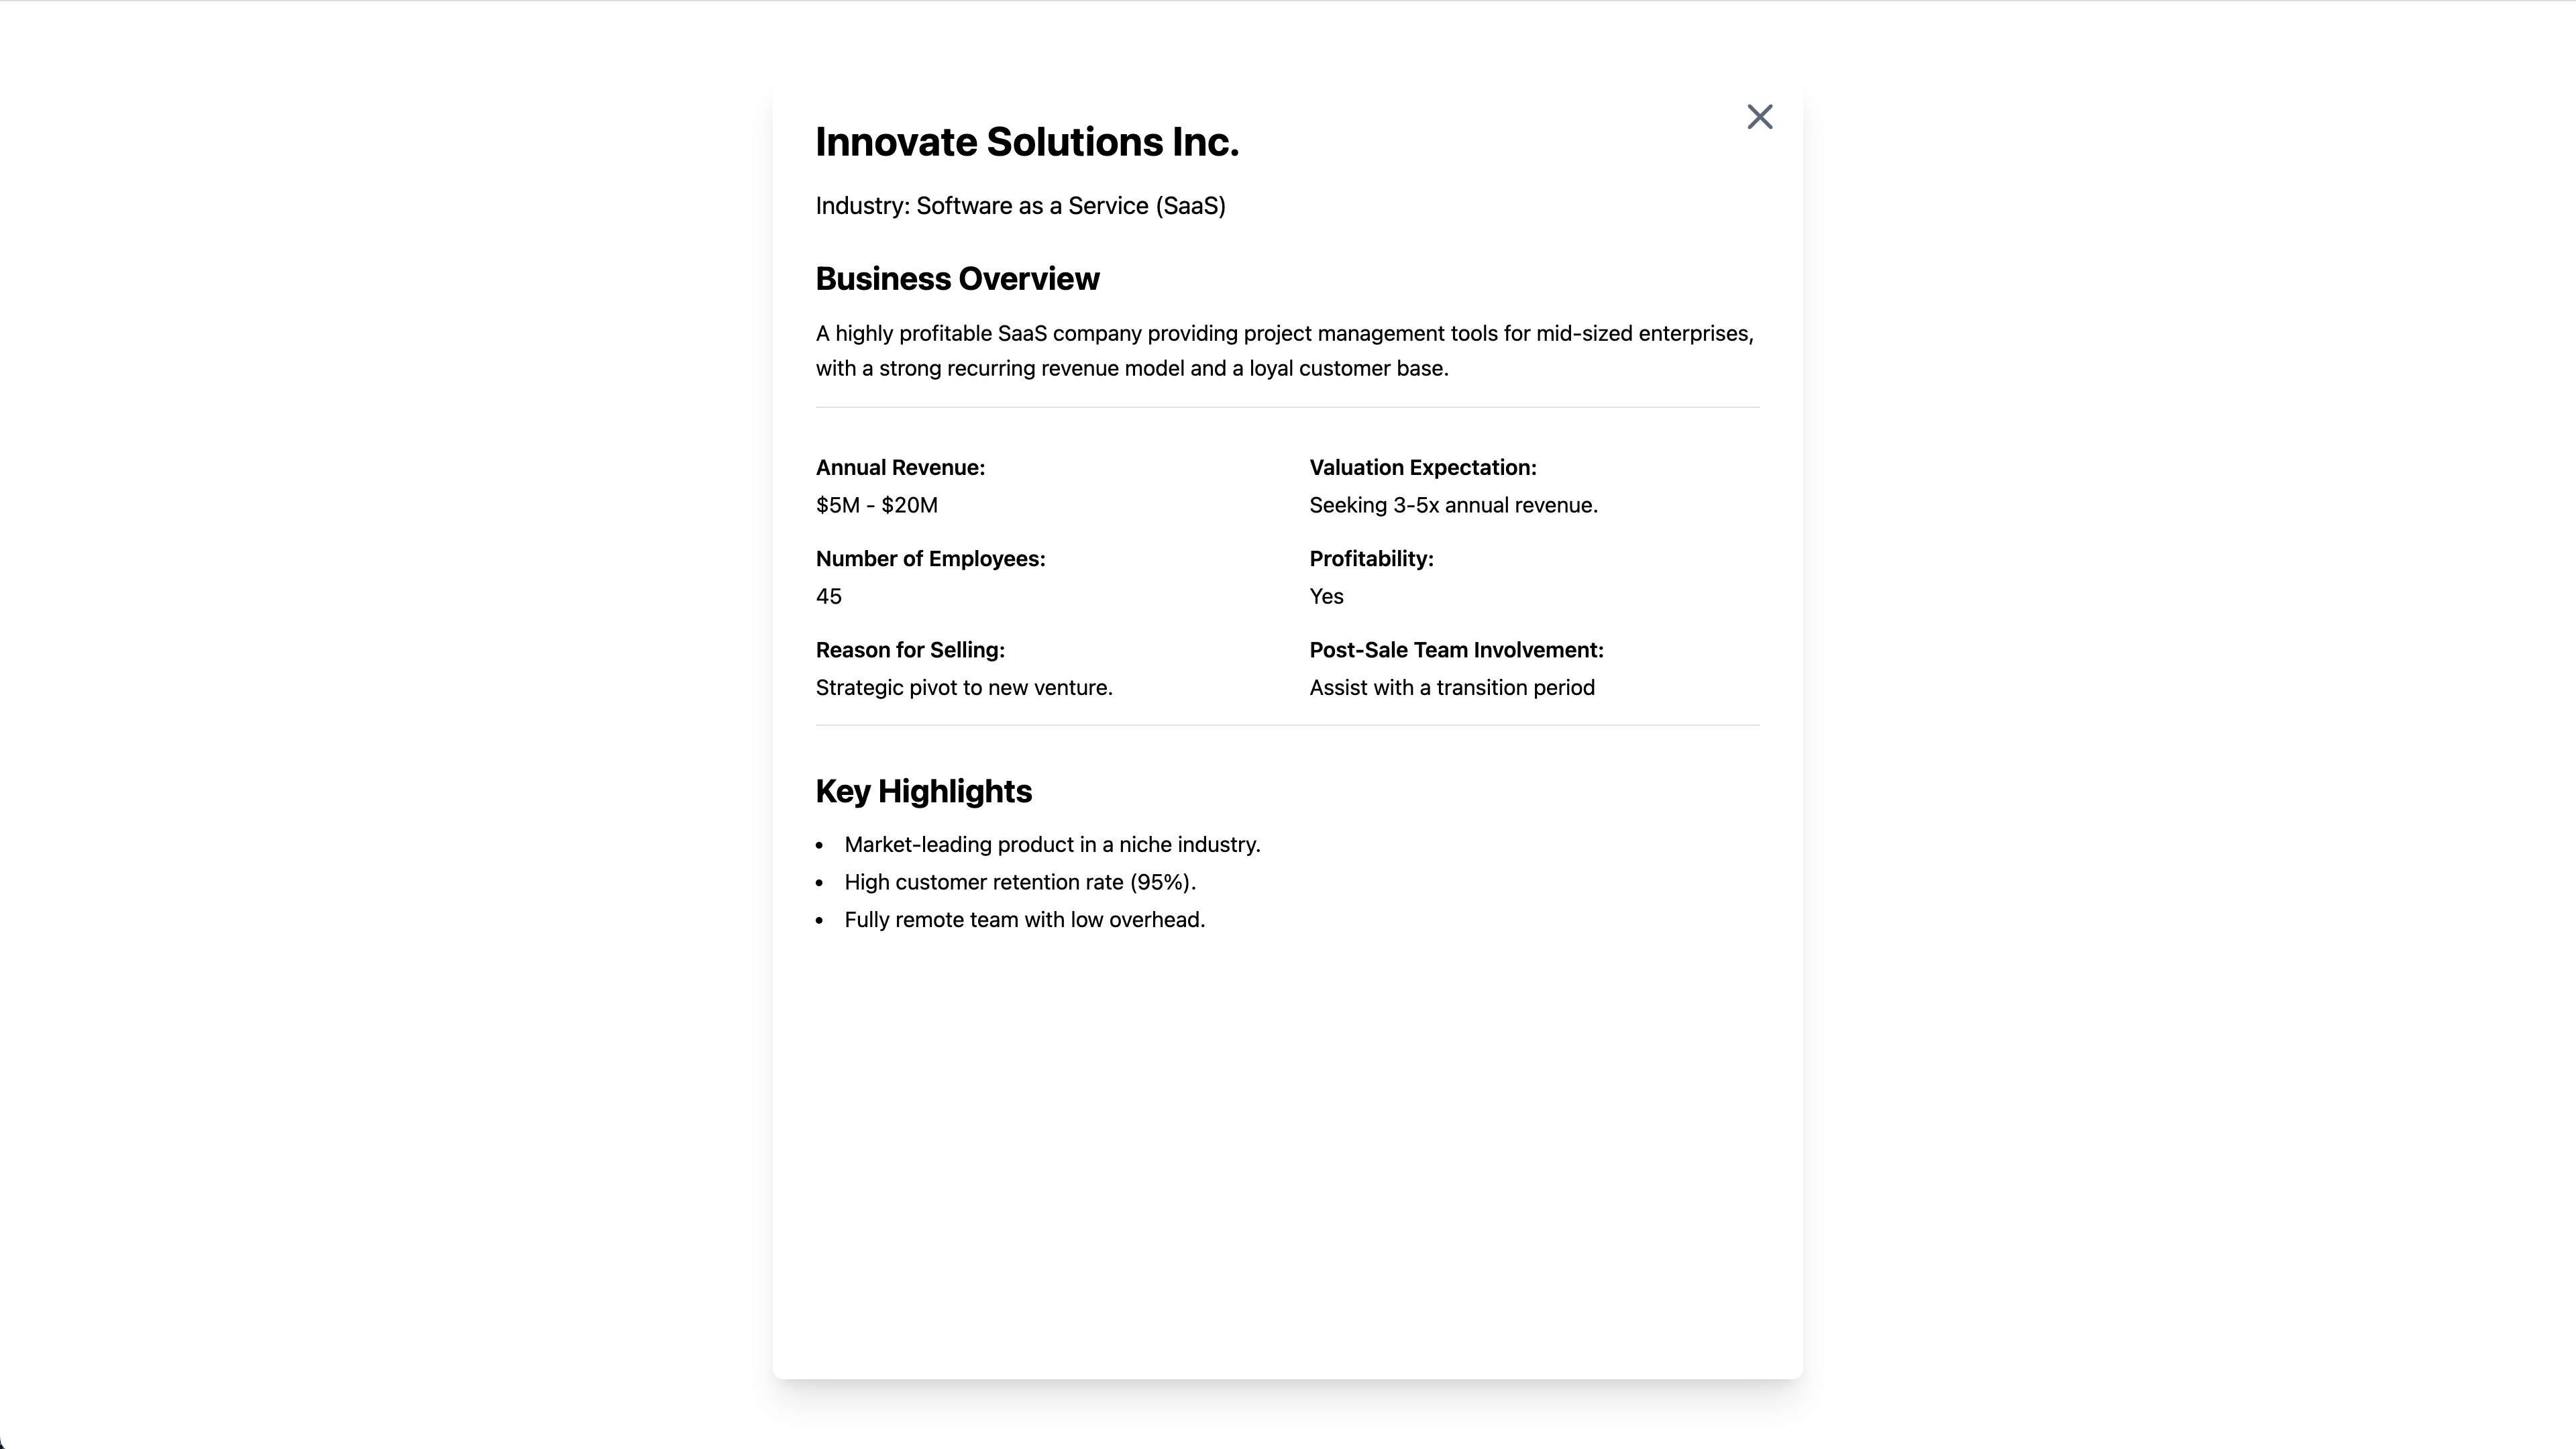 Innovate Solutions Inc.
Industry: Software as a Service (SaaS)
Business Overview
A highly profitable SaaS company providing project management tools for mid-sized enterprises,
with a strong recurring revenue model and a loyal customer base.
Annual Revenue:
$5M - $20M
Valuation Expectation:
Seeking 3-5x annual revenue.
Number of Employees:
45
Profitability:
Yes
Reason for Selling:
Strategic pivot to new venture.
Post-Sale Team Involvement:
Assist with a transition period
Key Highlights
• Market-leading product in a niche industry.
• High customer retention rate (95%).
• Fully remote team with low overhead.